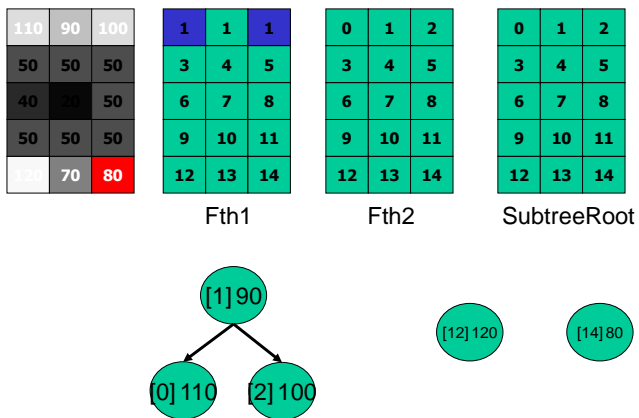 110 90 100 1 1 1 0 1 2 0 1 2
50 50 50 3 4 5 3 4 5 3 4 5
40 20 50 6 7 8 6 7 8 6 7 8
50 50 50 9 10 11 9 10 11 9 10 11
120 70 80 12 13 14 12 13 14 12 13 14
Fth1 Fth2 SubtreeRoot
[1] 90
[12] 120 [14] 80
[0] 110 [2] 100